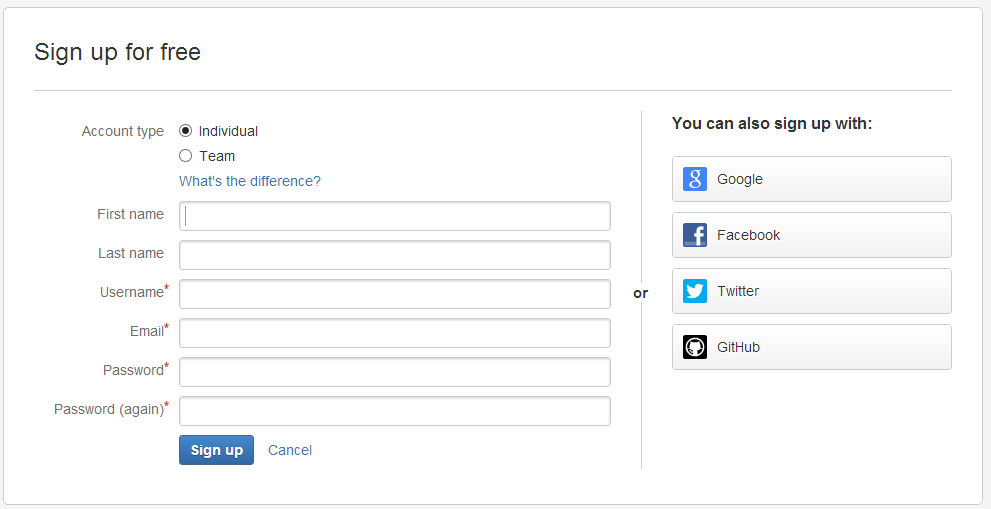 Sign up for free
Account type
Individual
Team
What's the difference?
First name
Last name
Username*
Email*
Password*
Password (again)*
Sign up Cancel
or
You can also sign up with:
Google
Facebook
Twitter
GitHub